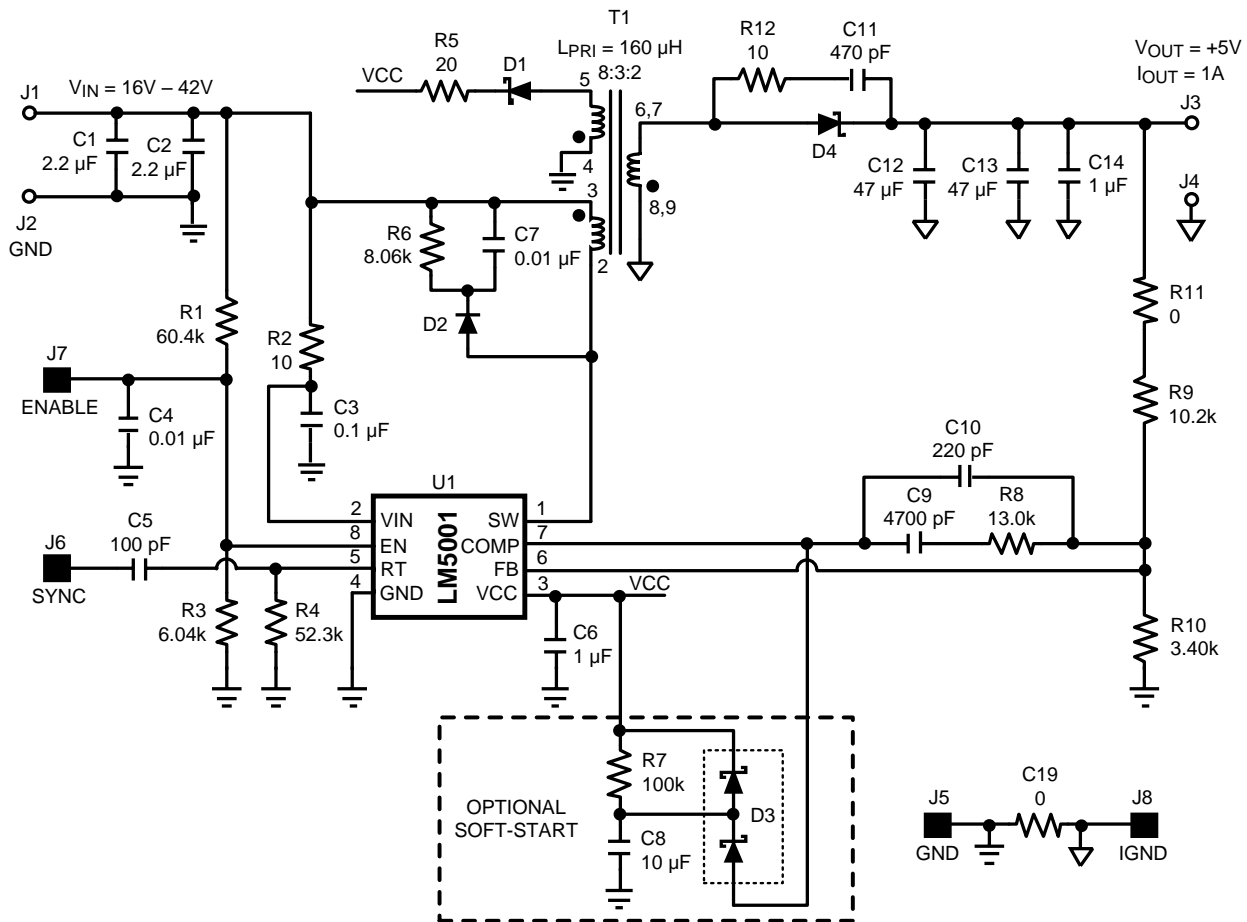 T1
LPRI = 160 µH
8:3:2
R5
20
D1
VCC
5
4
3
2
6,7
8,9
R12
10
C11
470 pF
D4
VOUT = +5V
IOUT = 1A
J3
J4
J1
VIN = 16V – 42V
C1
2.2 µF
C2
2.2 µF
J2
GND
C12
47 µF
C13
47 µF
C14
1 µF
R6
8.06k
C7
0.01 µF
D2
R1
60.4k
R2
10
R11
0
R9
10.2k
J7
ENABLE
C4
0.01 µF
C3
0.1 µF
C10
220 pF
C9
4700 pF
R8
13.0k
U1
LM5001
2
VIN
8
EN
5
RT
4
GND
SW
1
COMP
7
FB
6
VCC
3
VCC
J6
SYNC
C5
100 pF
R3
6.04k
R4
52.3k
C6
1 µF
R10
3.40k
R7
100k
OPTIONAL
SOFT-START
D3
C8
10 µF
J5
GND
C19
0
J8
IGND